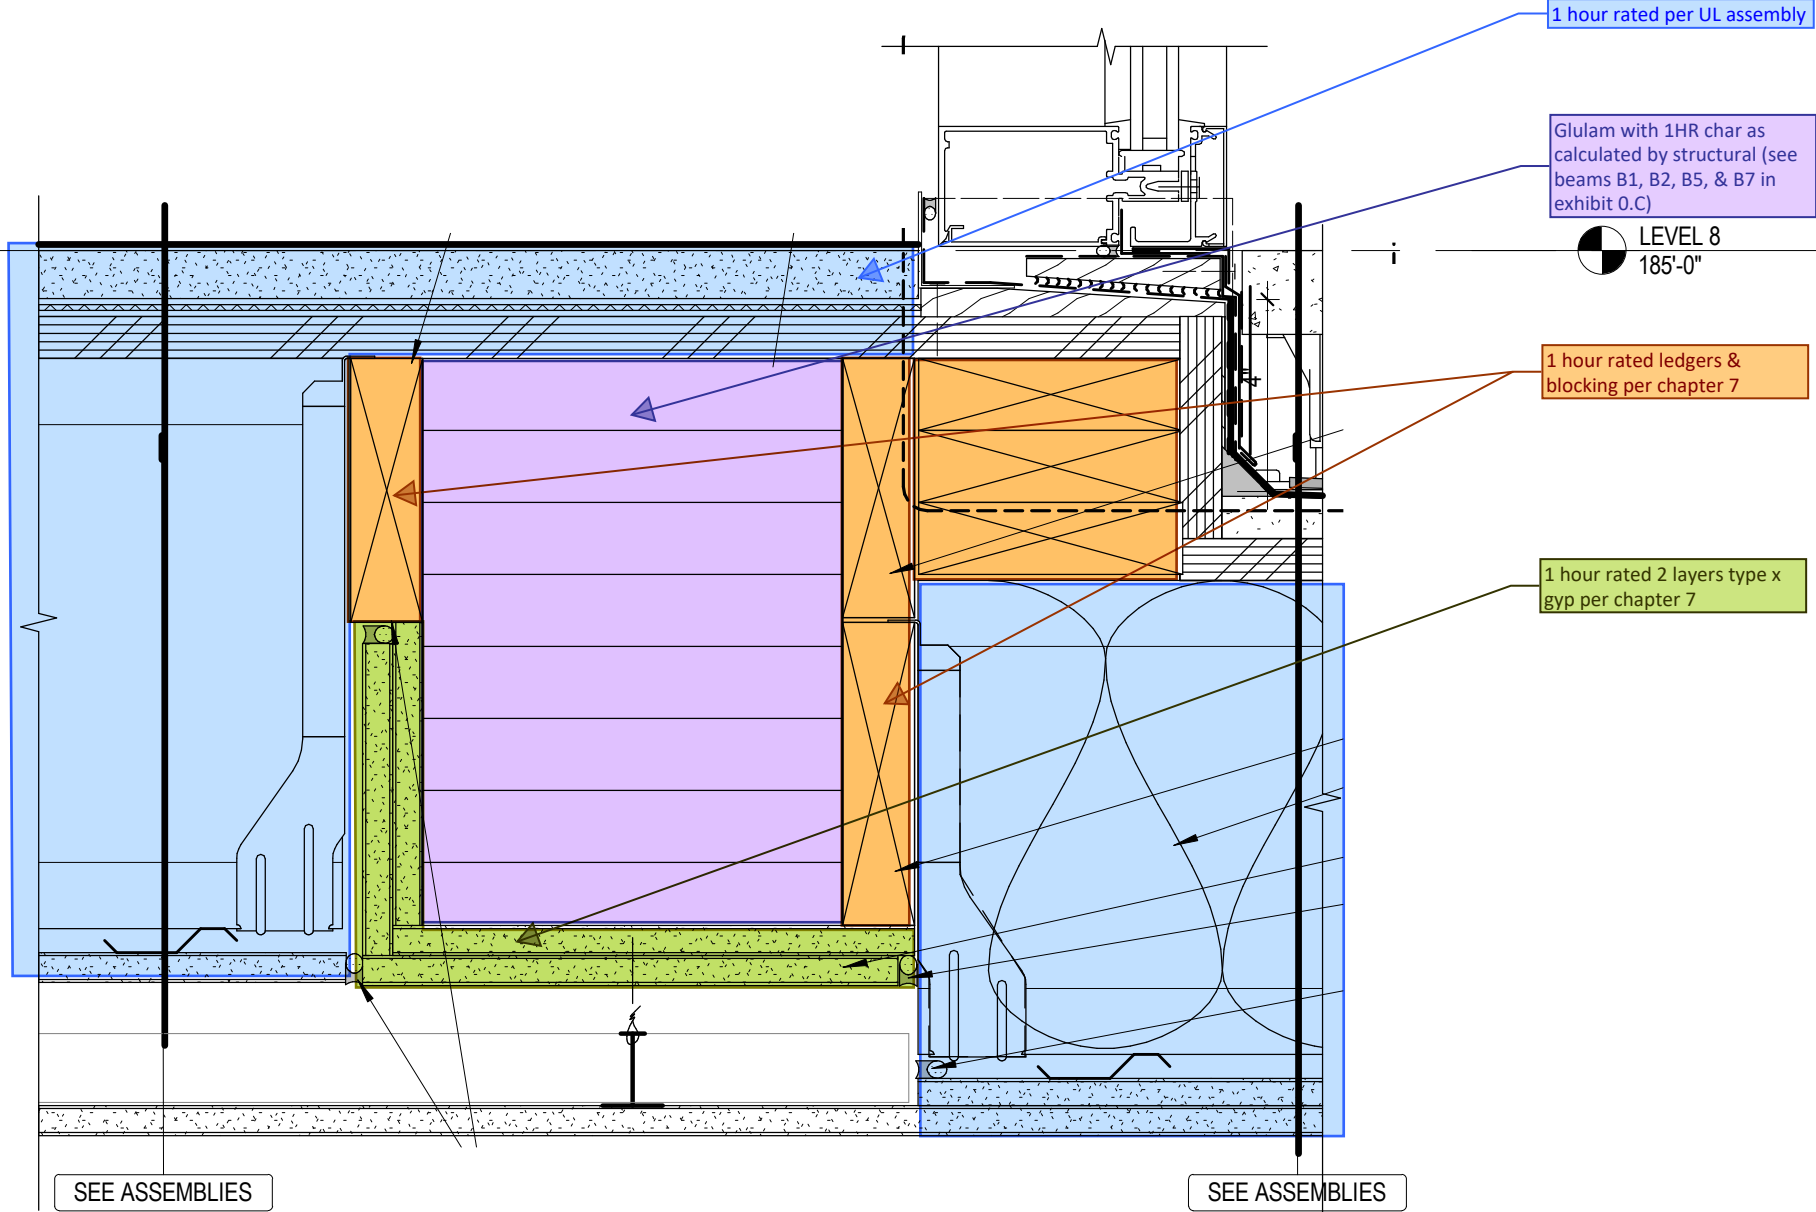 1 hour rated per UL assembly
Glulam with 1HR char as
calculated by structural (see
beams B1, B2, B5, & B7 in
exhibit 0.C)
LEVEL 8
185'-0"
4"
1 hour rated ledgers &
blocking per chapter 7
1 hour rated 2 layers type x
gyp per chapter 7
SEE ASSEMBLIES
SEE ASSEMBLIES